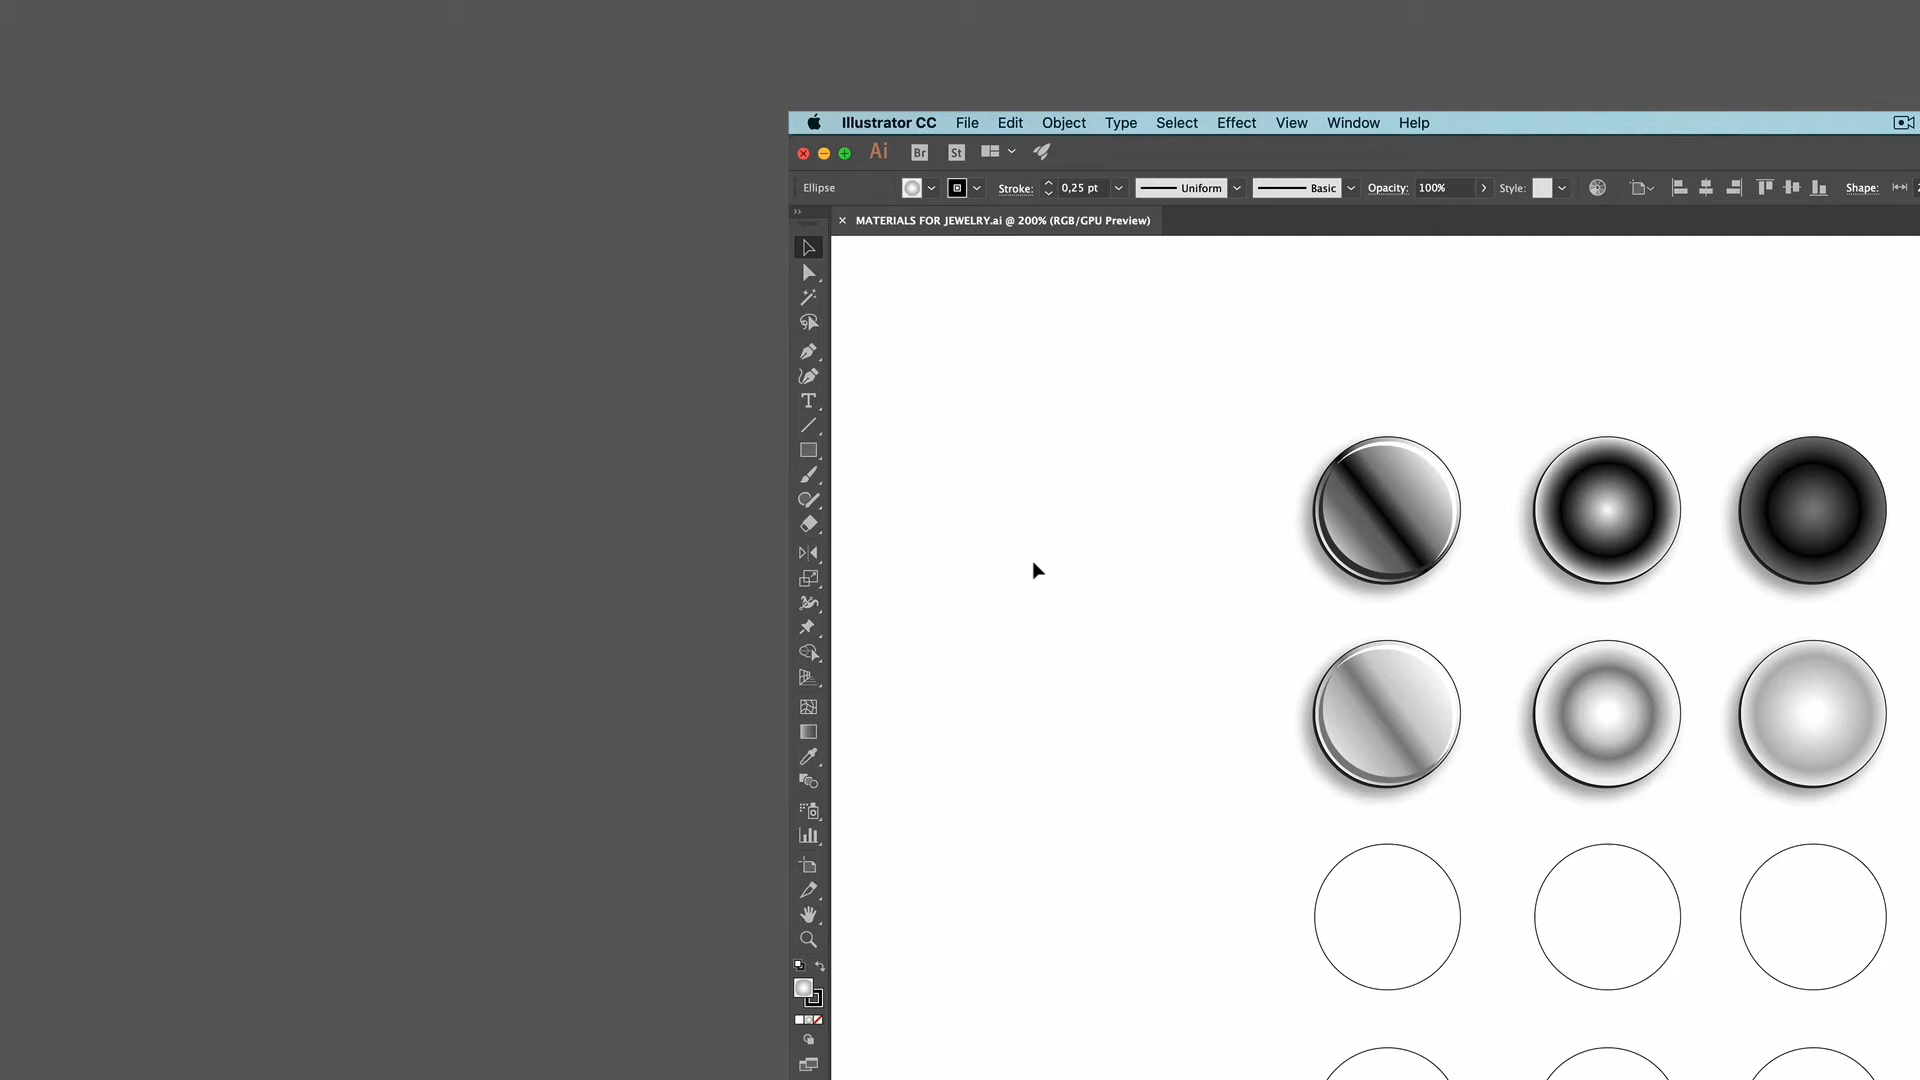 Illustrator CC File Edit Object Type Select Effect View Window Help
Ai Br St
Ellipse Stroke: 0,25 pt Uniform Basic Opacity: 100% Style: Shape:
MATERIALS FOR JEWELRY.ai @ 200% (RGB/GPU Preview)